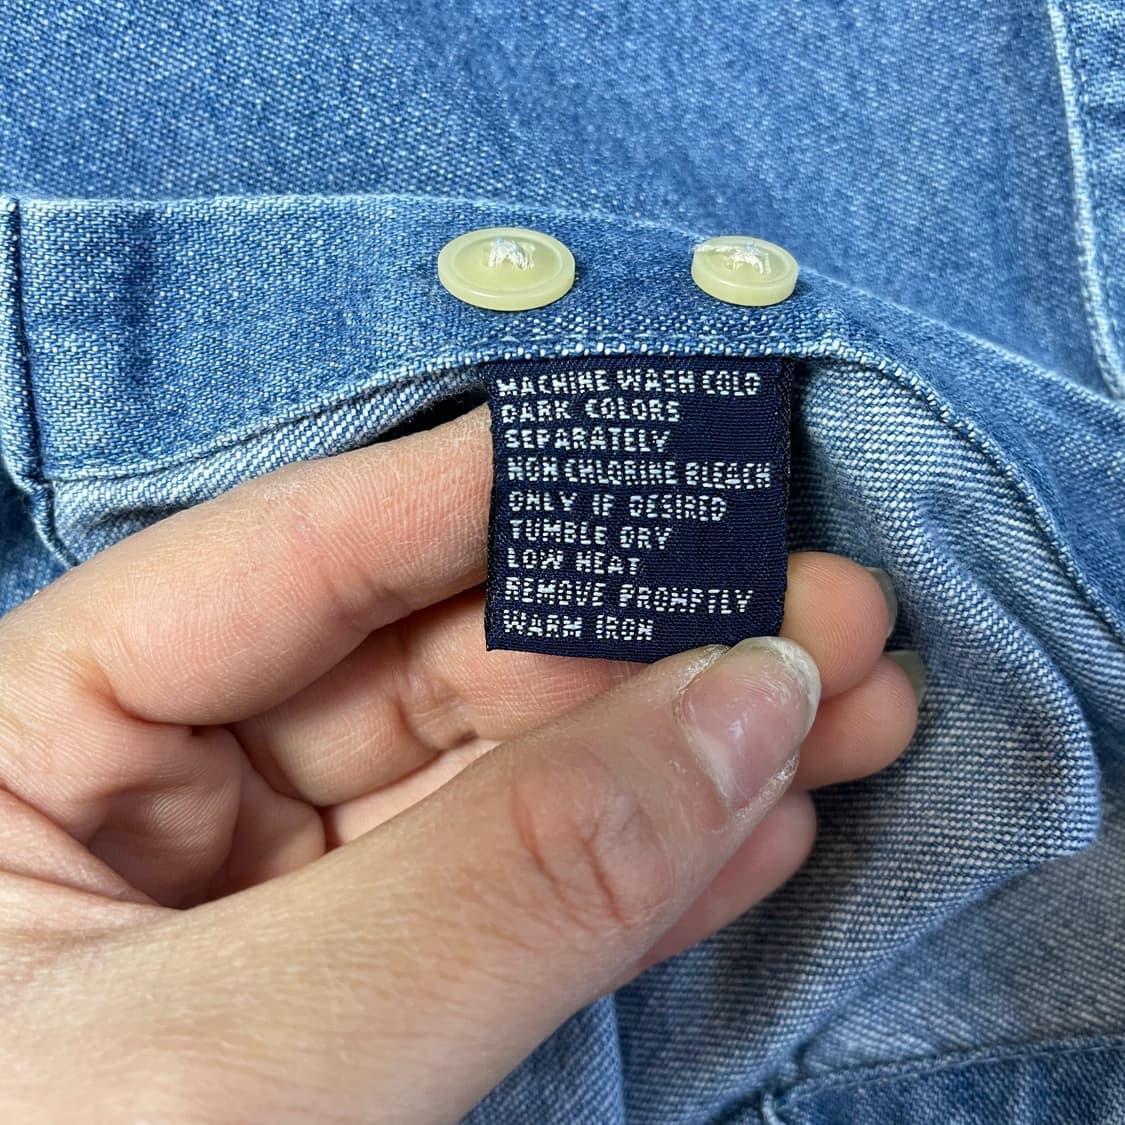 MACHINE WASH COLD
DARK COLORS
SEPARATELY
NON CHLORINE BLEACH
ONLY IF DESIRED
TUMBLE DRY
LOW HEAT
REMOVE PROMPTLY
WARM IRON